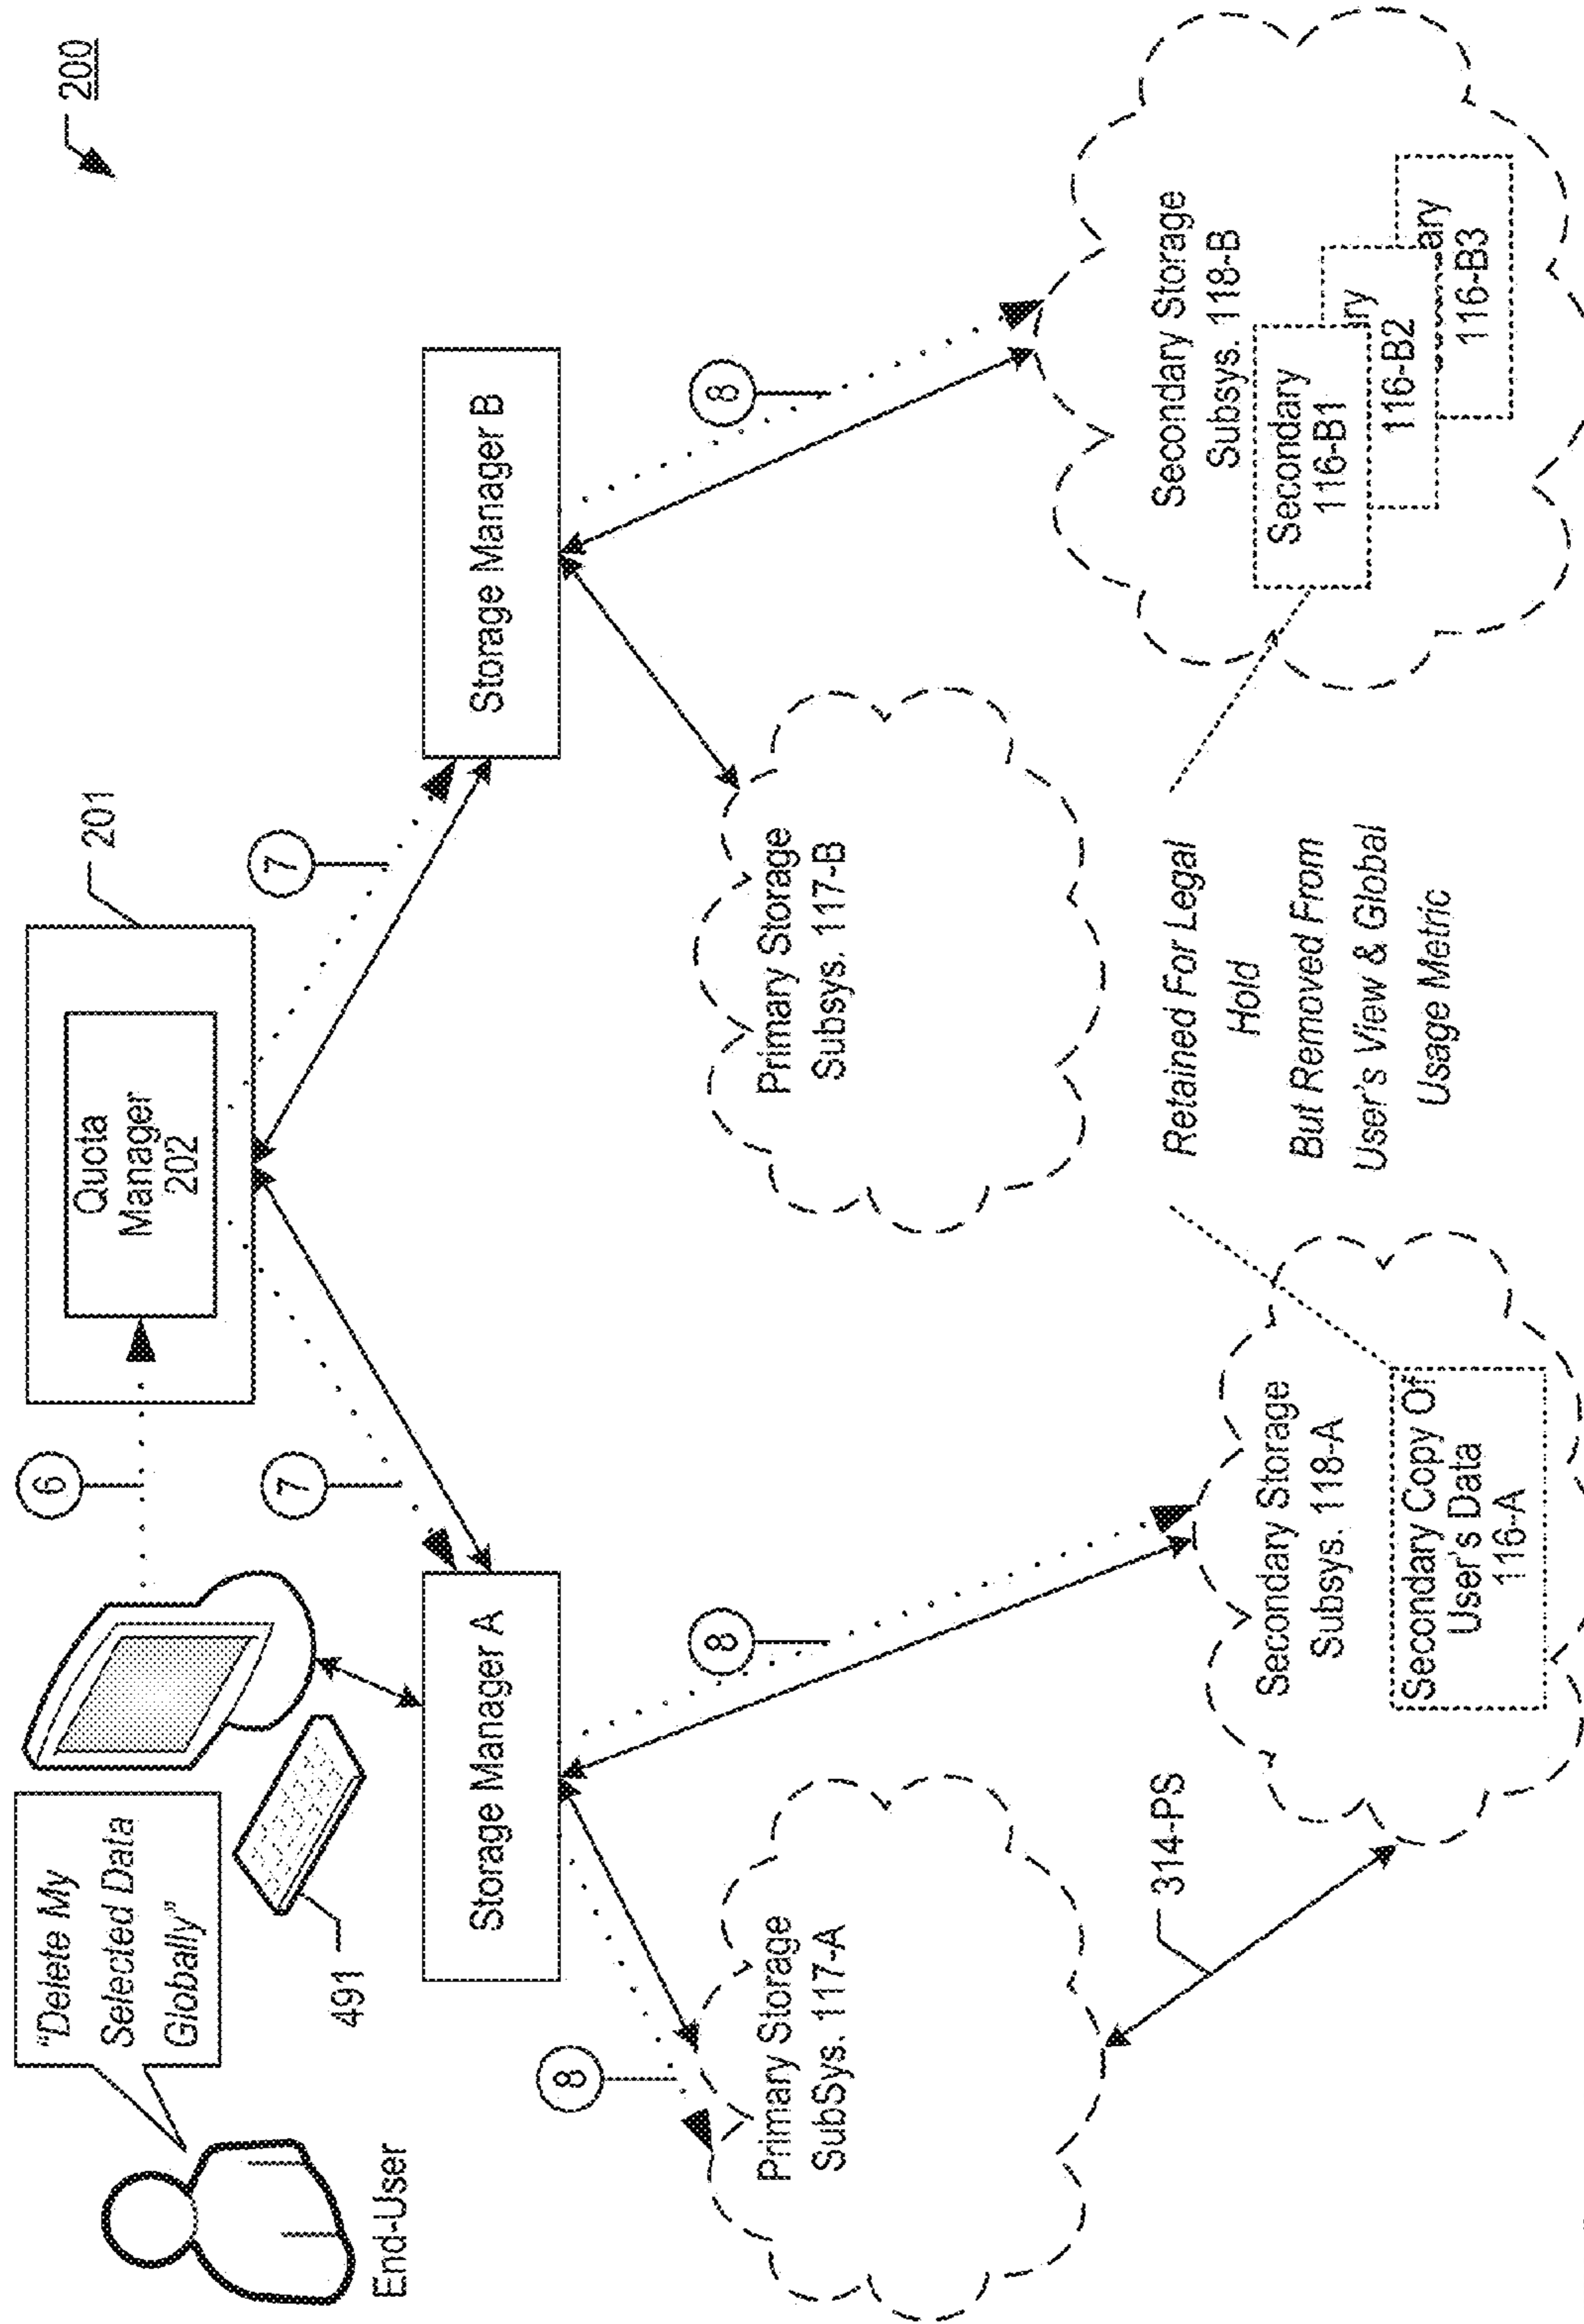 200
"Delete My
Selected Data
Globally"
End-User
491
6
Quota
Manager
202
201
7
7
Storage Manager A
Storage Manager B
8
8
8
Primary Storage
SubSys. 117-A
Primary Storage
Subsys. 117-B
314-PS
Secondary Storage
Subsys. 118-A
Secondary Copy Of
User's Data
116-A
Retained For Legal
Hold
But Removed From
User's View & Global
Usage Metric
Secondary Storage
Subsys. 118-B
Secondary
116-B1
ry
116-B2
ary
116-B3